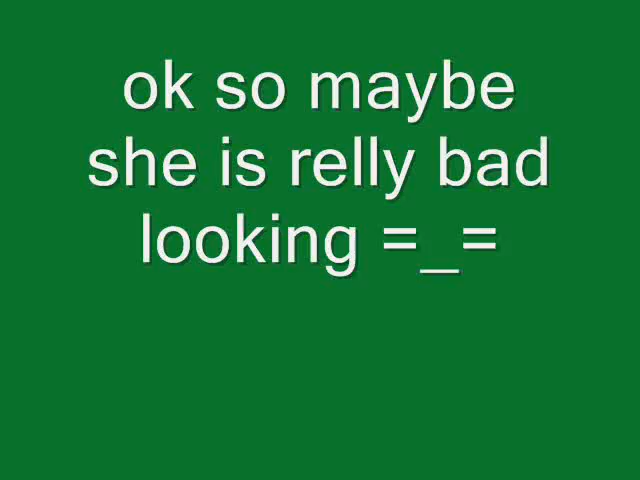 ok so maybe
she is relly bad
looking =_=